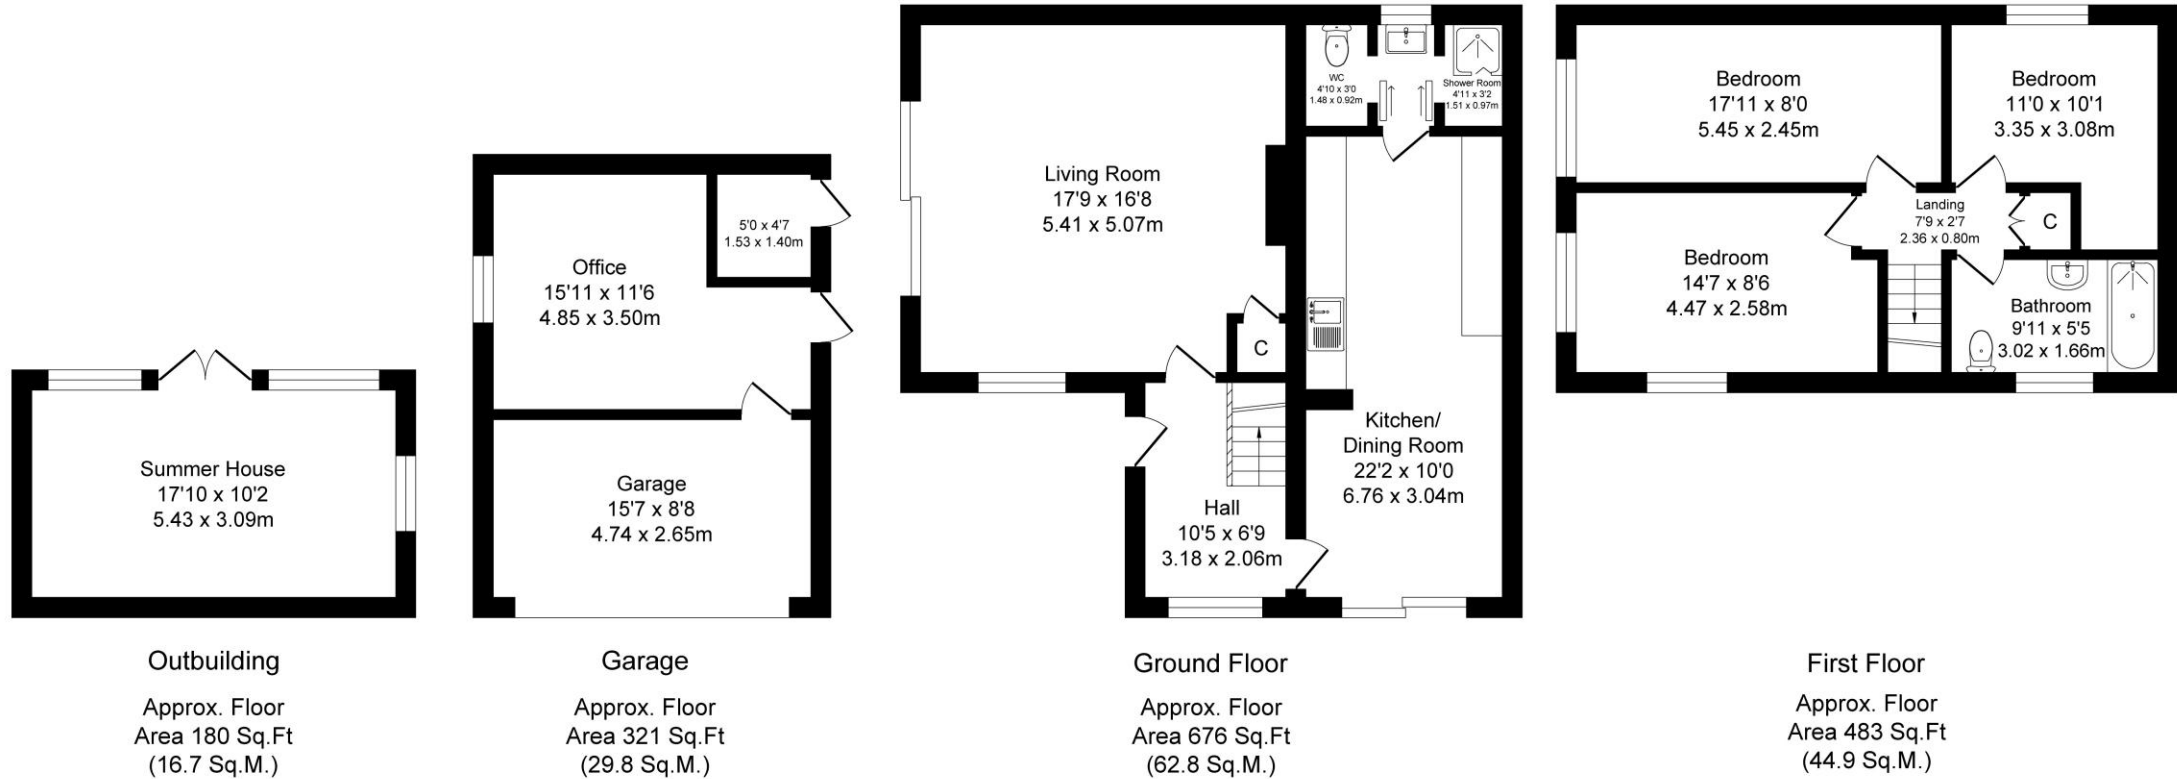 Summer House
17'10 x 10'2
5.43 x 3.09m
Outbuilding
Approx. Floor
Area 180 Sq.Ft
(16.7 Sq.M.)
5'0 x 4'7
1.53 x 1.40m
Office
15'11 x 11'6
4.85 x 3.50m
Garage
15'7 x 8'8
4.74 x 2.65m
Garage
Approx. Floor
Area 321 Sq.Ft
(29.8 Sq.M.)
WC
4'10 x 3'0
1.48 x 0.92m
Shower Room
4'11 x 3'2
1.51 x 0.97m
Living Room
17'9 x 16'8
5.41 x 5.07m
C
Kitchen/
Dining Room
22'2 x 10'0
6.76 x 3.04m
Hall
10'5 x 6'9
3.18 x 2.06m
Ground Floor
Approx. Floor
Area 676 Sq.Ft
(62.8 Sq.M.)
Bedroom
17'11 x 8'0
5.45 x 2.45m
Bedroom
11'0 x 10'1
3.35 x 3.08m
Landing
7'9 x 2'7
2.36 x 0.80m
C
Bedroom
14'7 x 8'6
4.47 x 2.58m
Bathroom
9'11 x 5'5
3.02 x 1.66m
First Floor
Approx. Floor
Area 483 Sq.Ft
(44.9 Sq.M.)